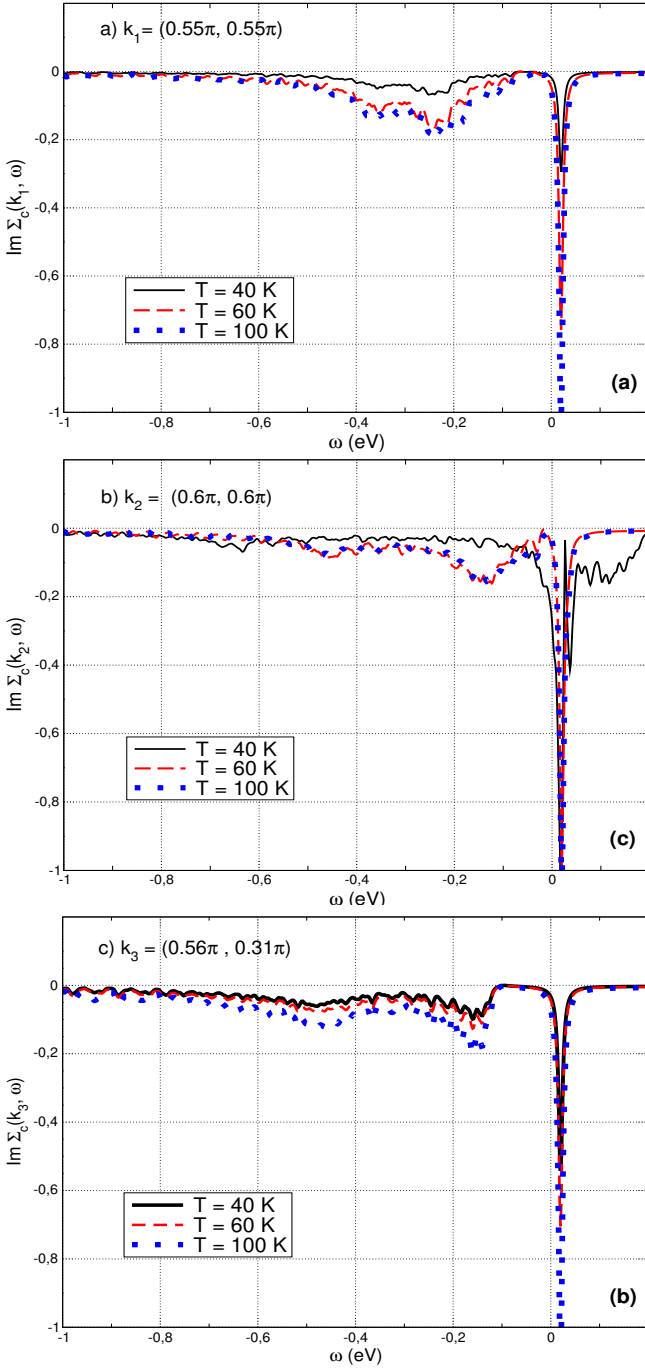 a) k1= (0.55π, 0.55π)
0
-0,2
-0,4
-0,6
-0,8
-1
Im Σc(k1, ω)
T = 40 K
T = 60 K
T = 100 K
(a)
-1 -0,8 -0,6 -0,4 -0,2 0
ω (eV)
b) k2 = (0.6π, 0.6π)
0
-0,2
-0,4
-0,6
-0,8
-1
Im Σc(k2, ω)
T = 40 K
T = 60 K
T = 100 K
(c)
-1 -0,8 -0,6 -0,4 -0,2 0
ω (eV)
c) k3 = (0.56π , 0.31π)
0
-0,2
-0,4
-0,6
-0,8
-1
Im Σc(k3, ω)
T = 40 K
T = 60 K
T = 100 K
(b)
-1 -0,8 -0,6 -0,4 -0,2 0
ω (eV)